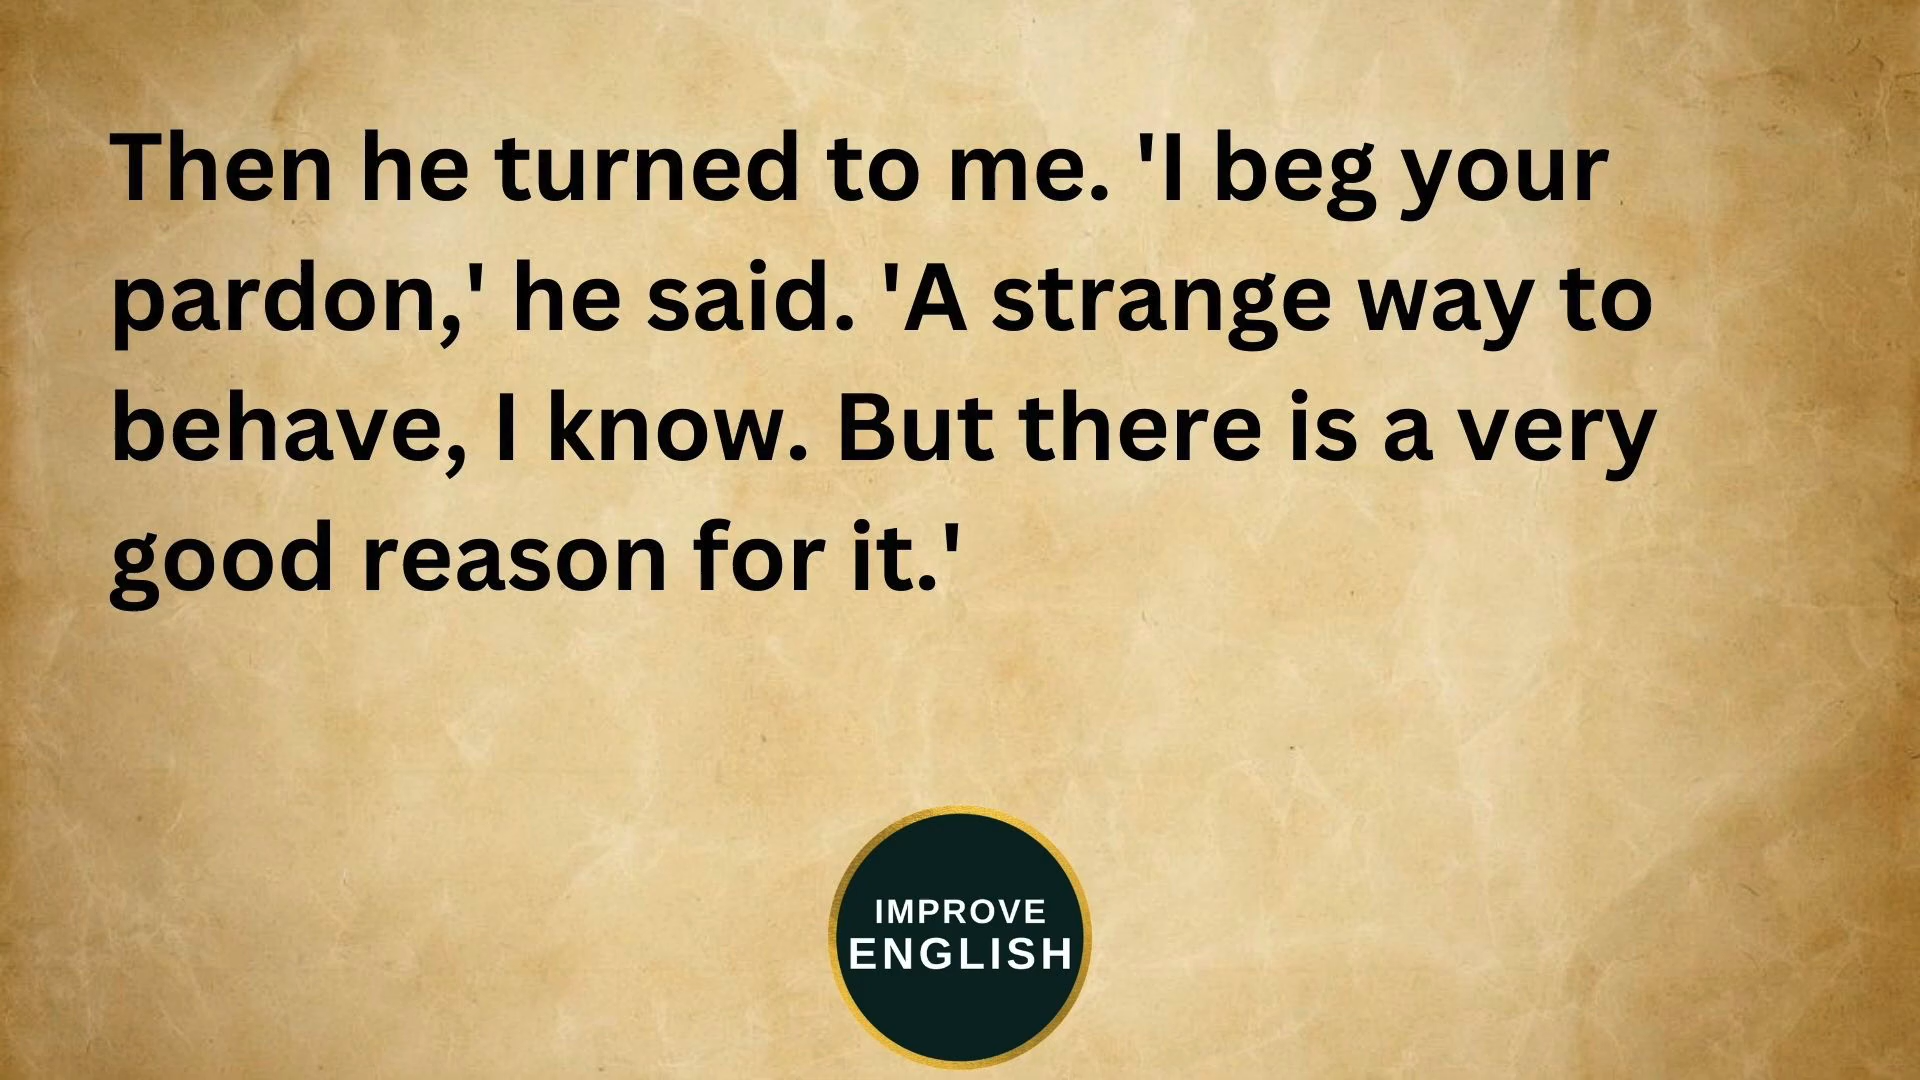 Then he turned to me. 'I beg your
pardon,' he said. 'A strange way to
behave, I know. But there is a very
good reason for it.'
IMPROVE
ENGLISH